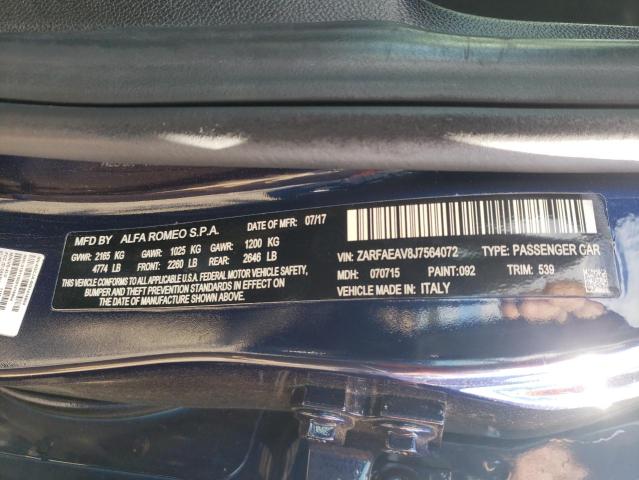 MFD BY ALFA ROMEO S.P.A. DATE OF MFR: 07/17
GVWR: 2165 KG GAWR: 1025 KG GAWR: 1200 KG
4774 LB FRONT: 2260 LB REAR: 2646 LB
THIS VEHICLE CONFORMS TO ALL APPLICABLE U.S.A. FEDERAL MOTOR VEHICLE SAFETY,
BUMPER AND THEFT PREVENTION STANDARDS IN EFFECT ON
THE DATE OF MANUFACTURE SHOWN ABOVE.
VIN: ZARFAEAV8J7564072 TYPE: PASSENGER CAR
MDH: 070715 PAINT: 092 TRIM: 539
VEHICLE MADE IN: ITALY